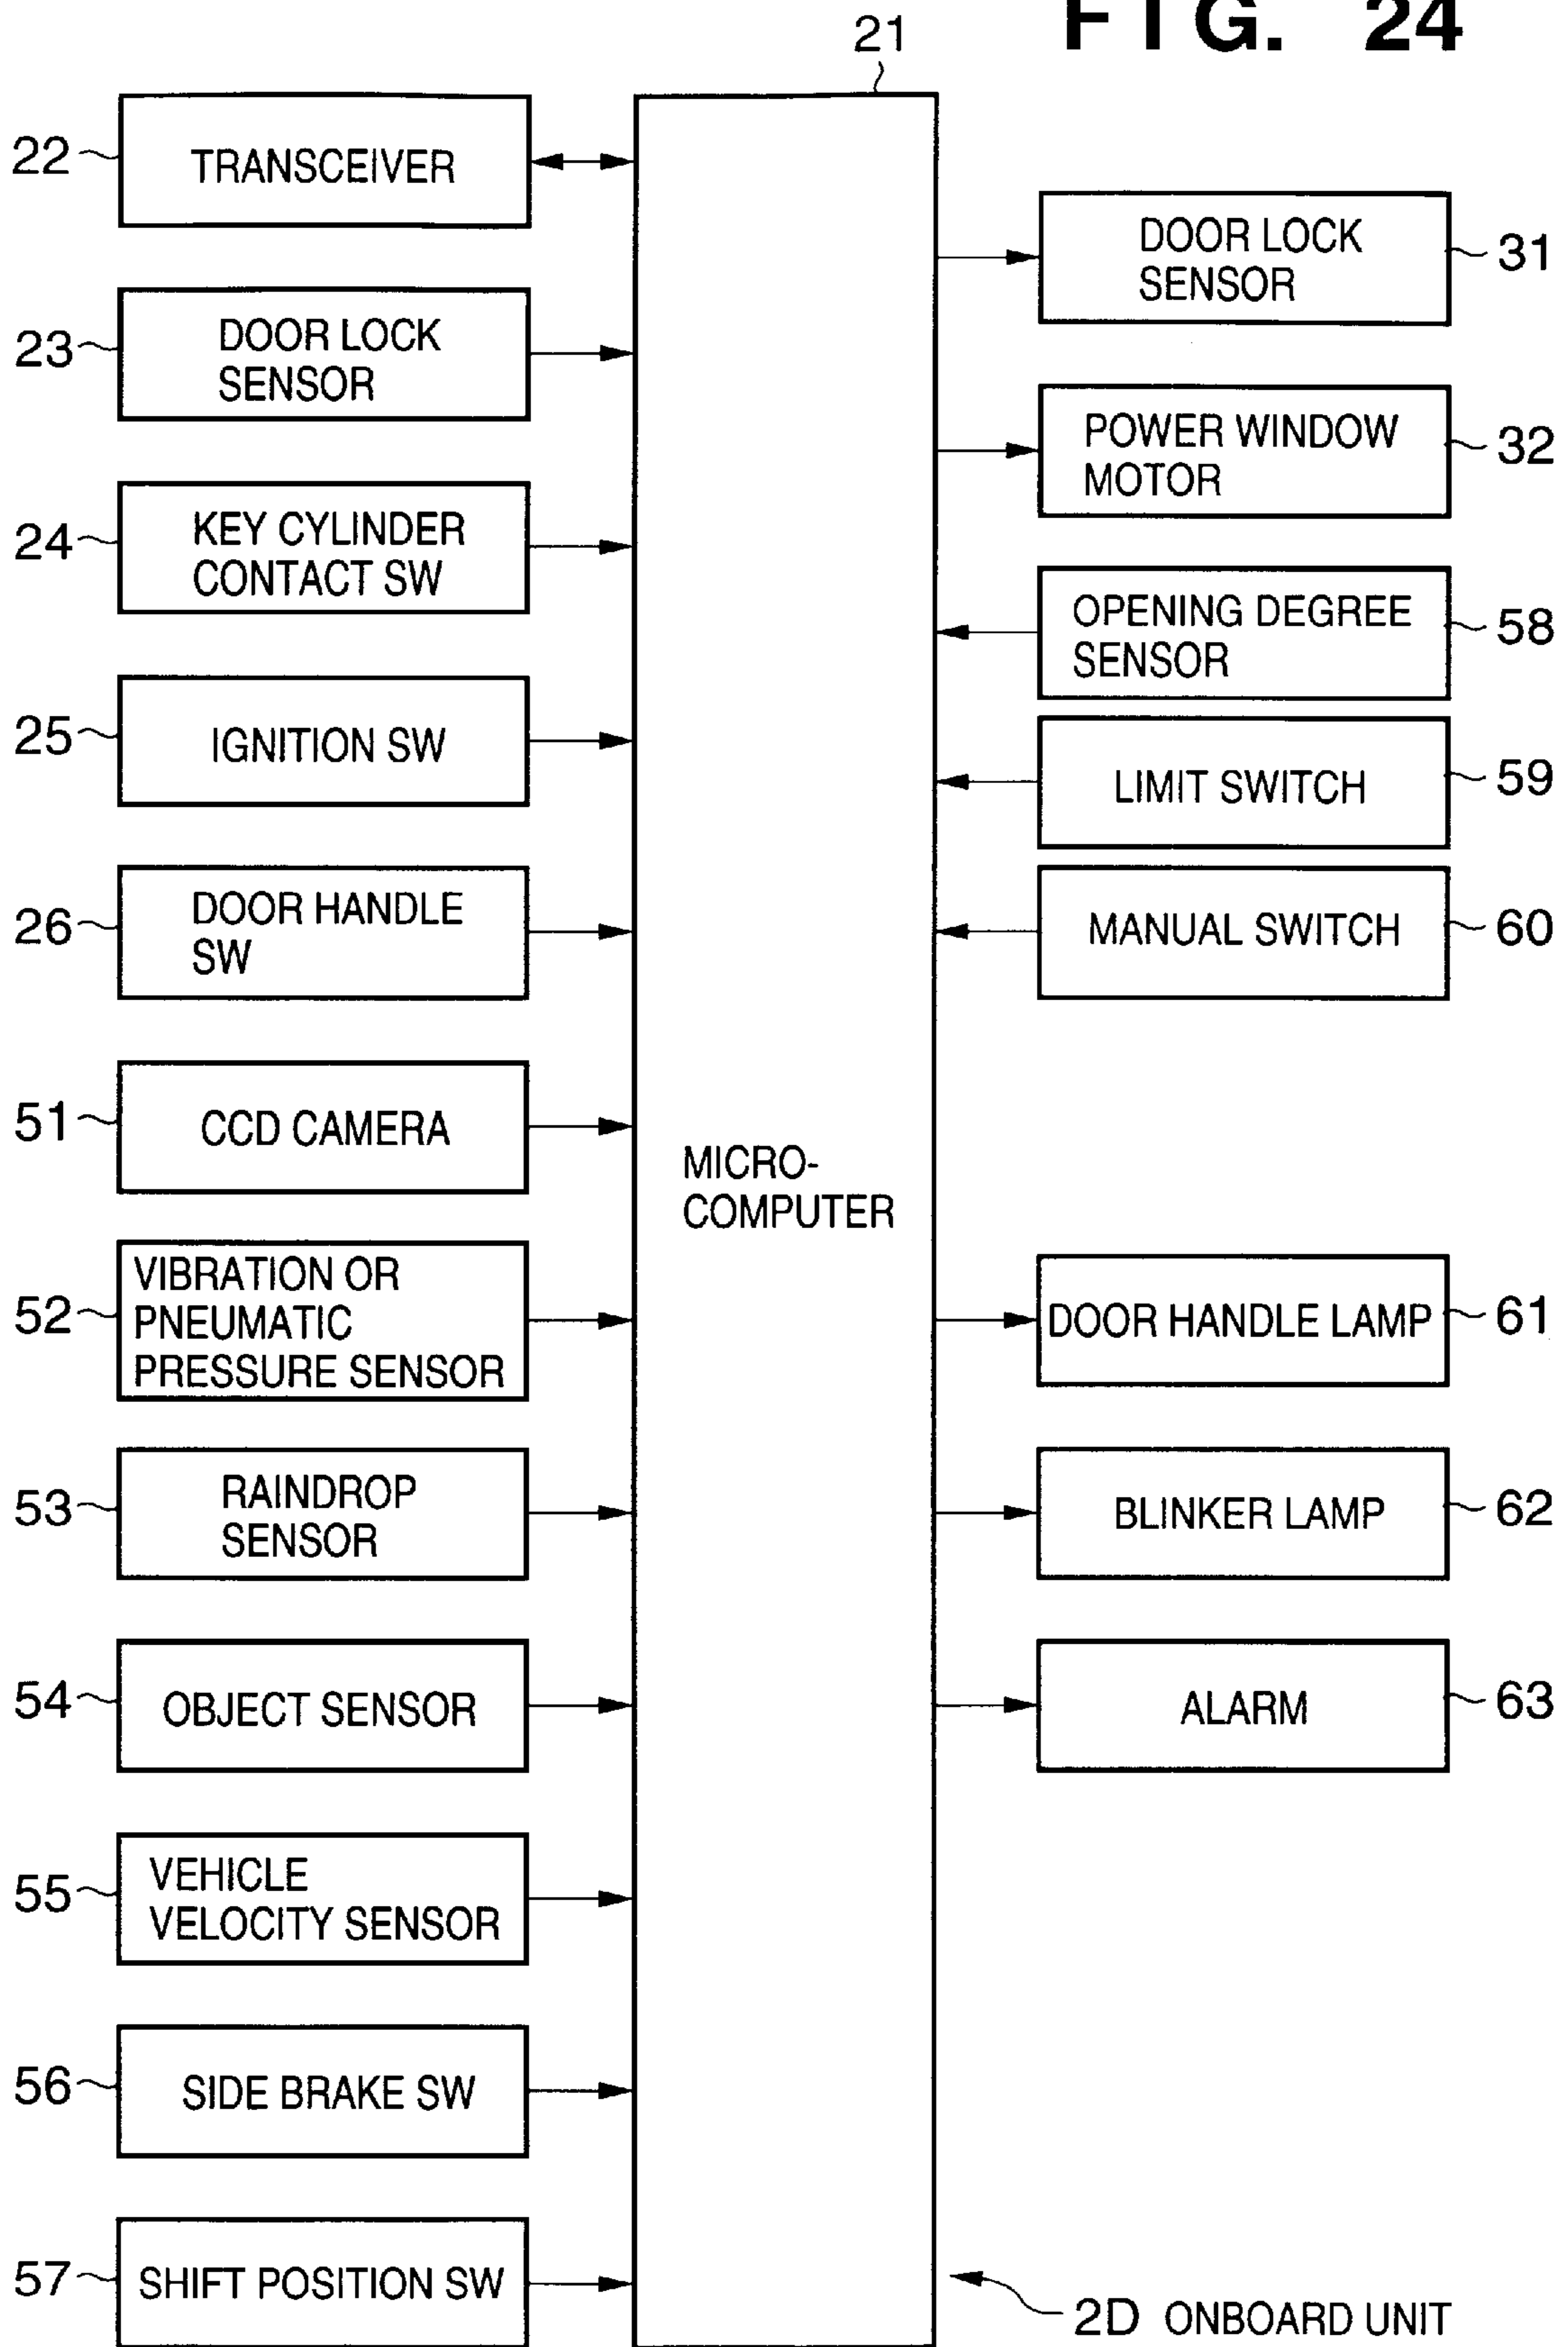 FIG. 24
21
22
TRANSCEIVER
23
DOOR LOCK
SENSOR
24
KEY CYLINDER
CONTACT SW
25
IGNITION SW
26
DOOR HANDLE
SW
51
CCD CAMERA
52
VIBRATION OR
PNEUMATIC
PRESSURE SENSOR
53
RAINDROP
SENSOR
54
OBJECT SENSOR
55
VEHICLE
VELOCITY SENSOR
56
SIDE BRAKE SW
57
SHIFT POSITION SW
MICRO-
COMPUTER
DOOR LOCK
SENSOR
31
POWER WINDOW
MOTOR
32
OPENING DEGREE
SENSOR
58
LIMIT SWITCH
59
MANUAL SWITCH
60
DOOR HANDLE LAMP
61
BLINKER LAMP
62
ALARM
63
2D ONBOARD UNIT